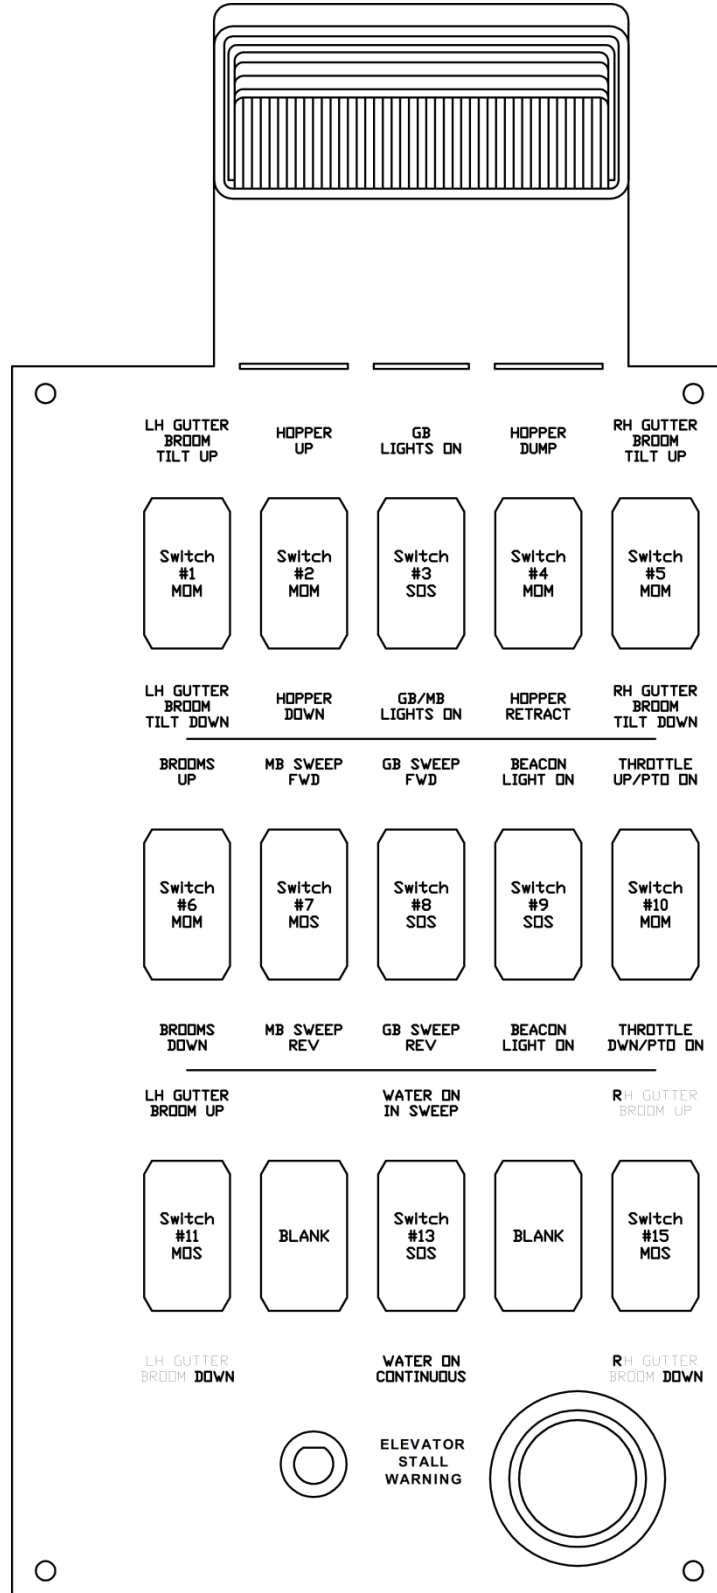 LH GUTTER
BROOM
TILT UP
HOPPER
UP
GB
LIGHTS ON
HOPPER
DUMP
RH GUTTER
BROOM
TILT UP
Switch
#1
MOM
Switch
#2
MOM
Switch
#3
SOS
Switch
#4
MOM
Switch
#5
MOM
LH GUTTER
BROOM
TILT DOWN
HOPPER
DOWN
GB/MB
LIGHTS ON
HOPPER
RETRACT
RH GUTTER
BROOM
TILT DOWN
BROOMS
UP
MB SWEEP
FWD
GB SWEEP
FWD
BEACON
LIGHT ON
THROTTLE
UP/PTO ON
Switch
#6
MOM
Switch
#7
MOS
Switch
#8
SOS
Switch
#9
SOS
Switch
#10
MOM
BROOMS
DOWN
MB SWEEP
REV
GB SWEEP
REV
BEACON
LIGHT ON
THROTTLE
DWN/PTO ON
LH GUTTER
BROOM UP
WATER ON
IN SWEEP
RH GUTTER
BROOM UP
Switch
#11
MOS
BLANK
Switch
#13
SOS
BLANK
Switch
#15
MOS
LH GUTTER
BROOM DOWN
WATER ON
CONTINUOUS
RH GUTTER
BROOM DOWN
ELEVATOR
STALL
WARNING